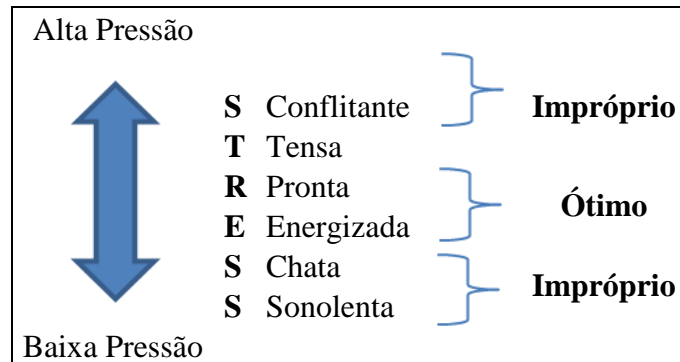 Alta Pressão
S Conflitante Impróprio
T Tensa
R Pronta
Ótimo
E Energizada
S Chata
Impróprio
S Sonolenta
Baixa Pressão